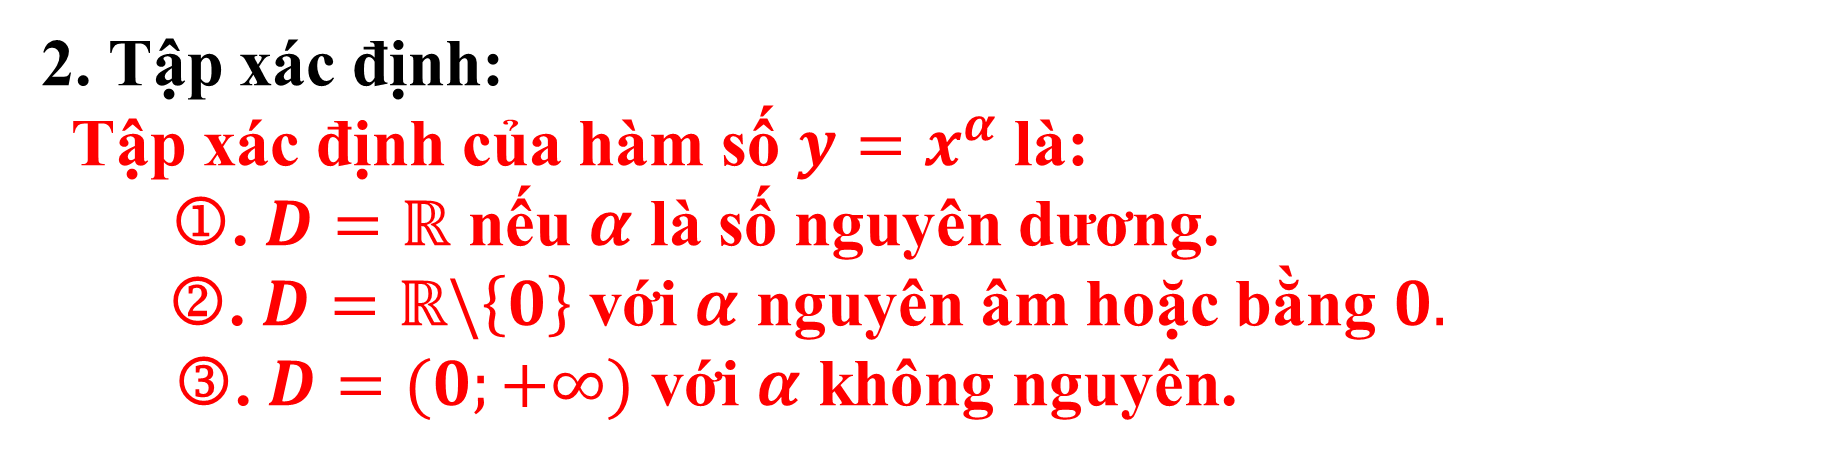 2. Tập xác định:
Tập xác định của hàm số y = x^α là:
①. D = ℝ nếu α là số nguyên dương.
②. D = ℝ\{0} với α nguyên âm hoặc bằng 0.
③. D = (0; +∞) với α không nguyên.